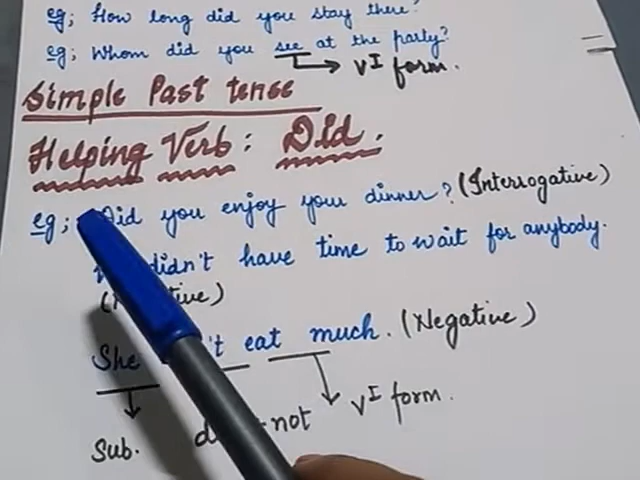 eg; How long did you stay there?
eg; Whom did you see at the party?
V I form.
Simple Past tense
Helping Verb : Did.
eg; Did you enjoy your dinner? (Interrogative)
didn't have time to wait for anybody.
She eat much. (Negative)
V I form.
Sub. not